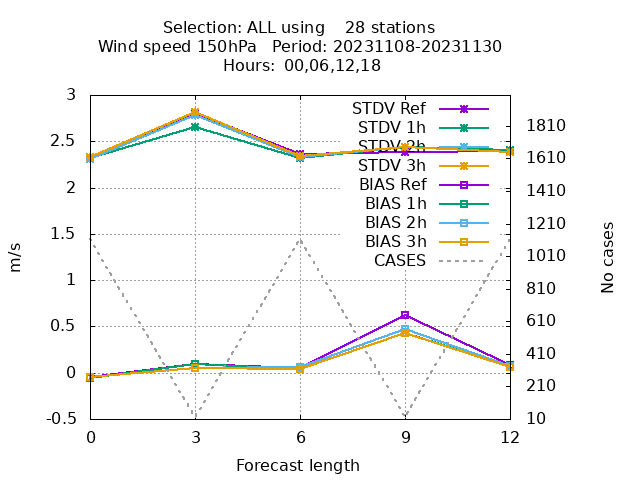 Selection: ALL using    28 stations
Wind speed 150hPa   Period: 20231108-20231130
Hours: 00,06,12,18
STDV Ref
STDV 1h
STDV 2h
STDV 3h
BIAS Ref
BIAS 1h
BIAS 2h
BIAS 3h
CASES
m/s
3
2.5
2
1.5
1
0.5
0
-0.5
No cases
1810
1610
1410
1210
1010
810
610
410
210
10
0 3 6 9 12
Forecast length